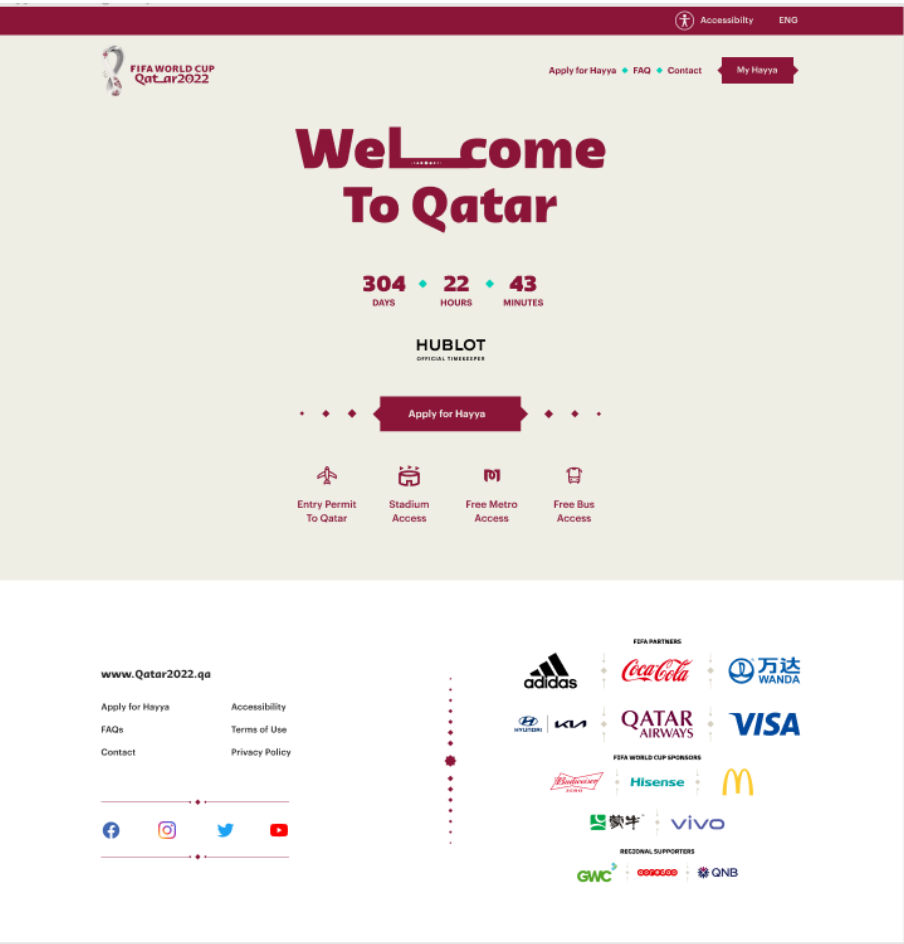 Accessibilty ENG
FIFA WORLD CUP
Qatar2022
Apply for Hayya FAQ Contact My Hayya
Welcome
To Qatar
304 22 43
DAYS HOURS MINUTES
HUBLOT
OFFICIAL TIMEKEEPER
Apply for Hayya
Entry Permit
To Qatar
Stadium
Access
Free Metro
Access
Free Bus
Access
www.Qatar2022.qa
Apply for Hayya Accessibility
FAQs Terms of Use
Contact Privacy Policy
FIFA PARTNERS
adidas Coca-Cola 万达 WANDA
HYUNDAI KIA QATAR AIRWAYS VISA
FIFA WORLD CUP SPONSORS
Budweiser Hisense
蒙牛 vivo
REGIONAL SUPPORTERS
GWC ooredoo QNB